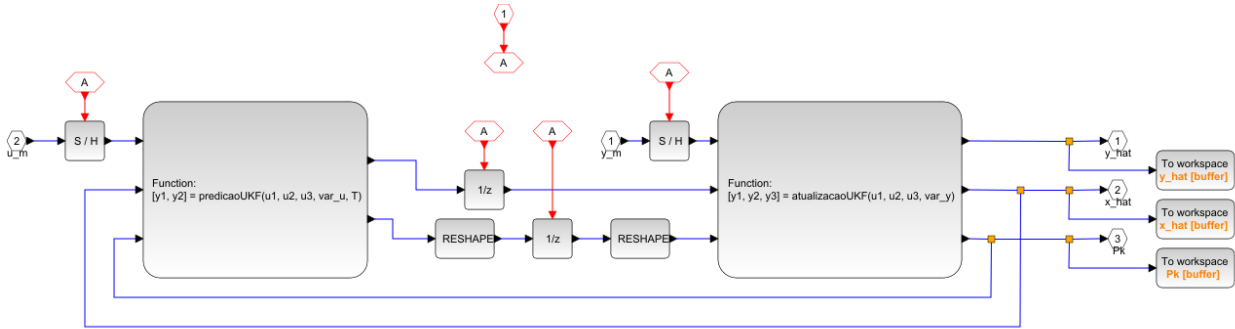 1
A
A
A
2
u_m
S / H
A
A
1
y_m
S / H
1
y_hat
To workspace
y_hat [buffer]
Function:
[y1, y2] = predicaoUKF(u1, u2, u3, var_u, T)
1/z
Function:
[y1, y2, y3] = atualizacaoUKF(u1, u2, u3, var_y)
2
x_hat
To workspace
x_hat [buffer]
RESHAPE
1/z
RESHAPE
3
Pk
To workspace
Pk [buffer]